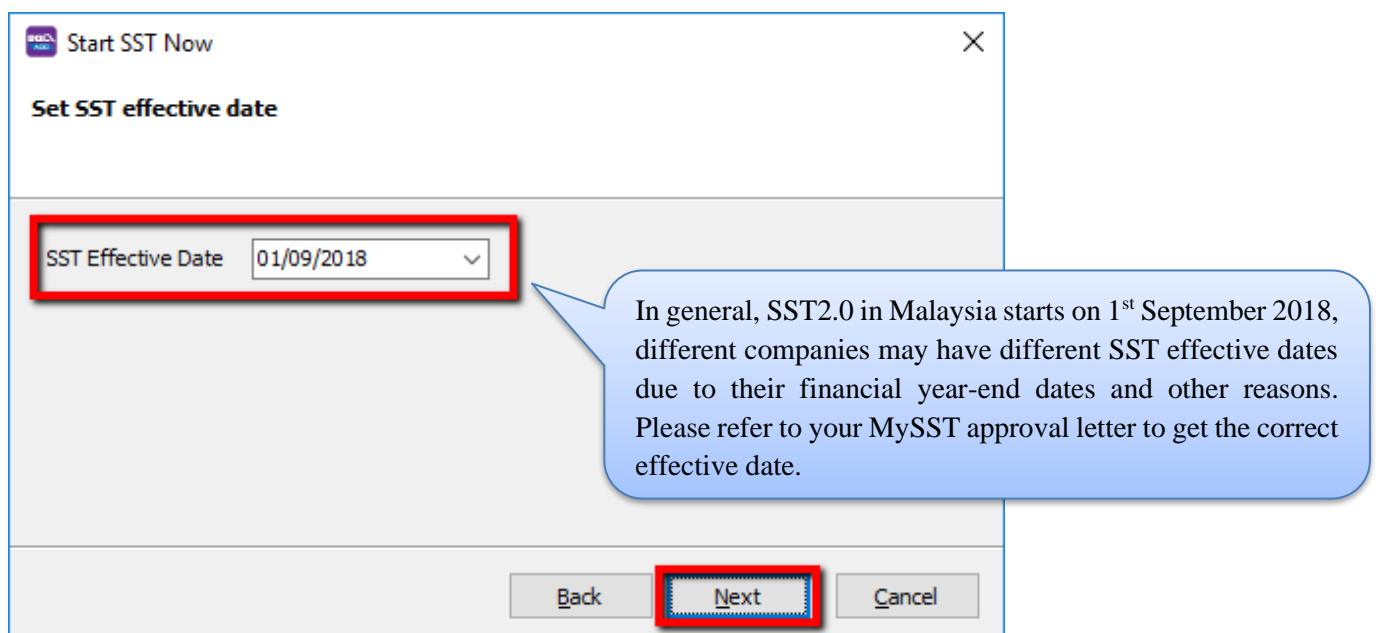 Start SST Now
Set SST effective date
SST Effective Date 01/09/2018
In general, SST2.0 in Malaysia starts on 1st September 2018,
different companies may have different SST effective dates
due to their financial year-end dates and other reasons.
Please refer to your MySST approval letter to get the correct
effective date.
Back Next Cancel